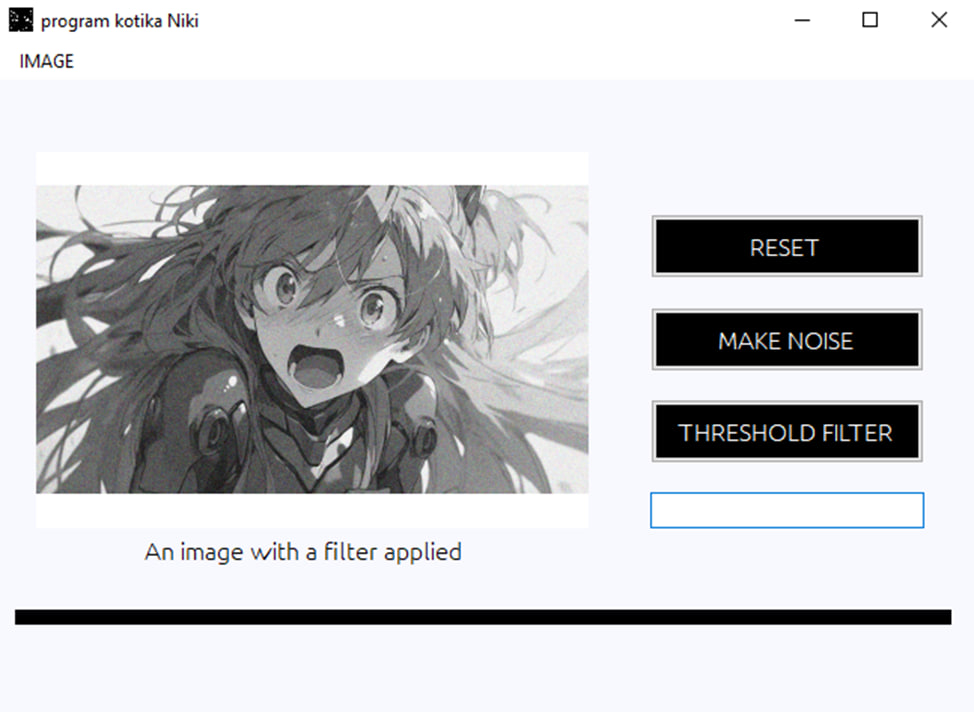 program kotika Niki
IMAGE
RESET
MAKE NOISE
THRESHOLD FILTER
An image with a filter applied